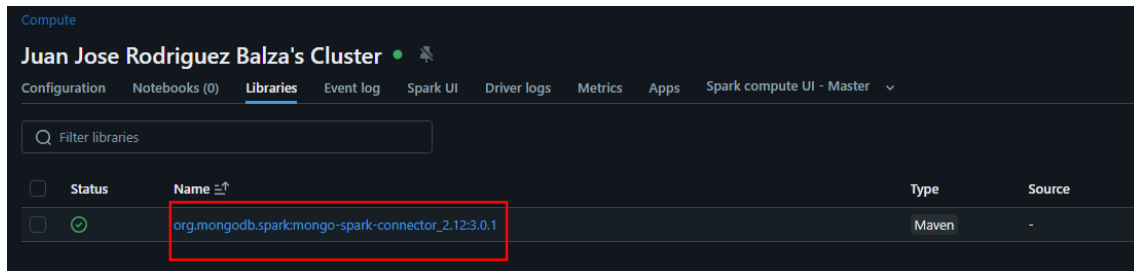 Compute
Juan Jose Rodriguez Balza's Cluster
Configuration Notebooks (0) Libraries Event log Spark UI Driver logs Metrics Apps Spark compute UI - Master
Filter libraries
Status Name Type Source
org.mongodb.spark:mongo-spark-connector_2.12:3.0.1 Maven -